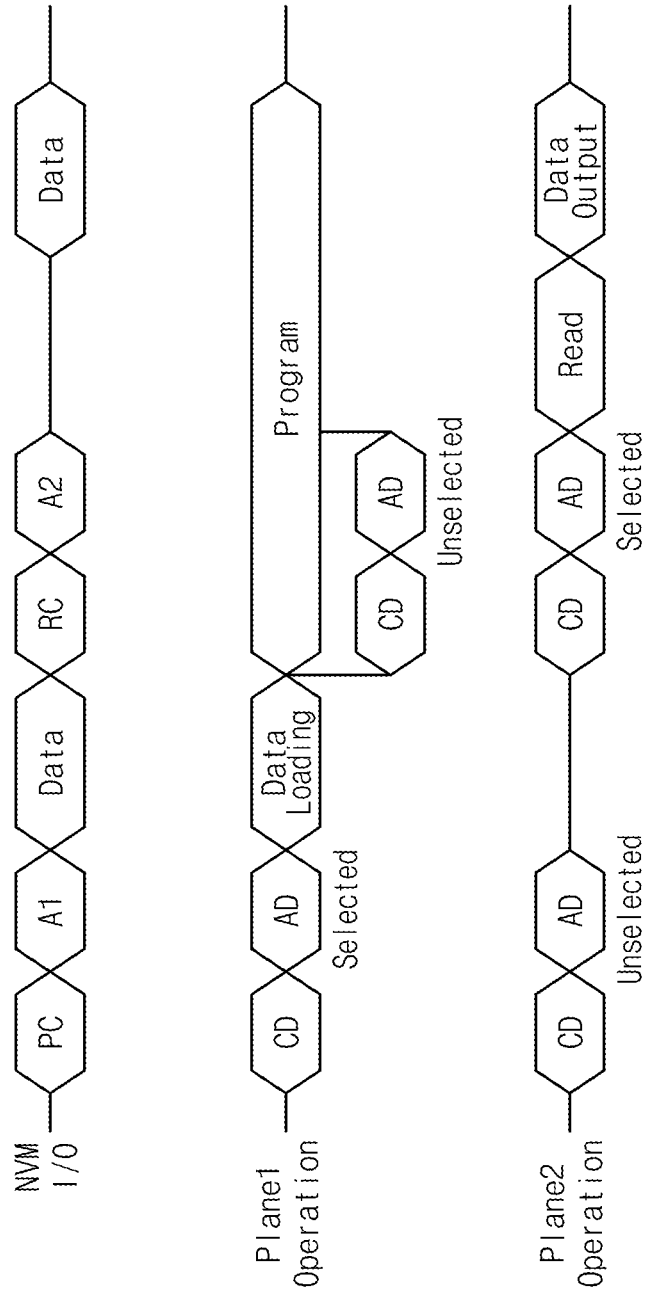 NVM
I/O
PC
A1
Data
RC
A2
Data
Plane1
Operation
CD
AD
Data
Loading
Program
Selected
CD
AD
Unselected
Plane2
Operation
CD
AD
CD
AD
Read
Data
Output
Unselected
Selected